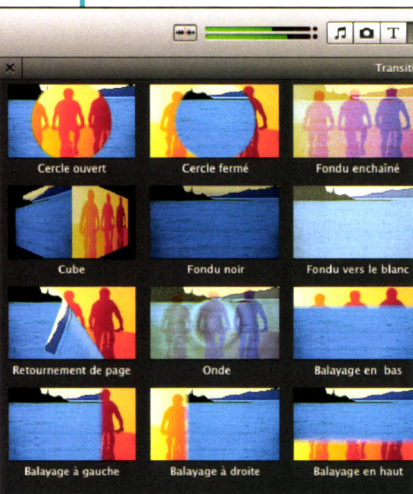 T
Transiti
Cercle ouvert
Cercle fermé
Fondu enchaîné
Cube
Fondu noir
Fondu vers le blanc
Retournement de page
Onde
Balayage en bas
Balayage à gauche
Balayage à droite
Balayage en haut